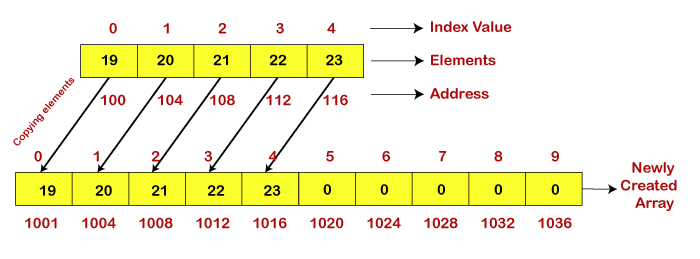 0 1 2 3 4 Index Value
19 20 21 22 23 Elements
100 104 108 112 116 Address
Copying elements
0 1 2 3 4 5 6 7 8 9
19 20 21 22 23 0 0 0 0 0
Newly
Created
Array
1001 1004 1008 1012 1016 1020 1024 1028 1032 1036